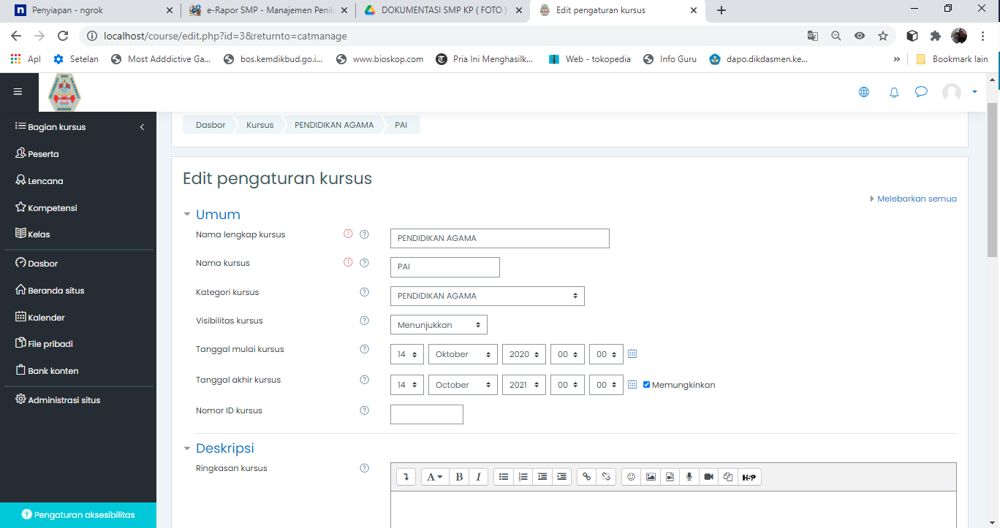 Penyiapan - ngrok
e-Rapor SMP - Manajemen Penil
DOKUMENTASI SMP KP ( FOTO )
Edit pengaturan kursus
localhost/course/edit.php?id=3&returnto=catmanage
Apl
Setelan
Most Adddictive Ga...
bos.kemdikbud.go.i...
www.bioskop.com
Pria Ini Menghasilk...
Web - tokopedia
Info Guru
dapo.dikdasmen.ke...
»
Bookmark lain
Bagian kursus
Peserta
Lencana
Kompetensi
Kelas
Dasbor
Beranda situs
Kalender
File pribadi
Bank konten
Administrasi situs
Pengaturan aksesibilitas
Dasbor Kursus PENDIDIKAN AGAMA PAI
Edit pengaturan kursus
Melebarkan semua
Umum
Nama lengkap kursus PENDIDIKAN AGAMA
Nama kursus PAI
Kategori kursus PENDIDIKAN AGAMA
Visibilitas kursus Menunjukkan
Tanggal mulai kursus 14 Oktober 2020 00 00
Tanggal akhir kursus 14 October 2021 00 00 Memungkinkan
Nomor ID kursus
Deskripsi
Ringkasan kursus
A B I H5P